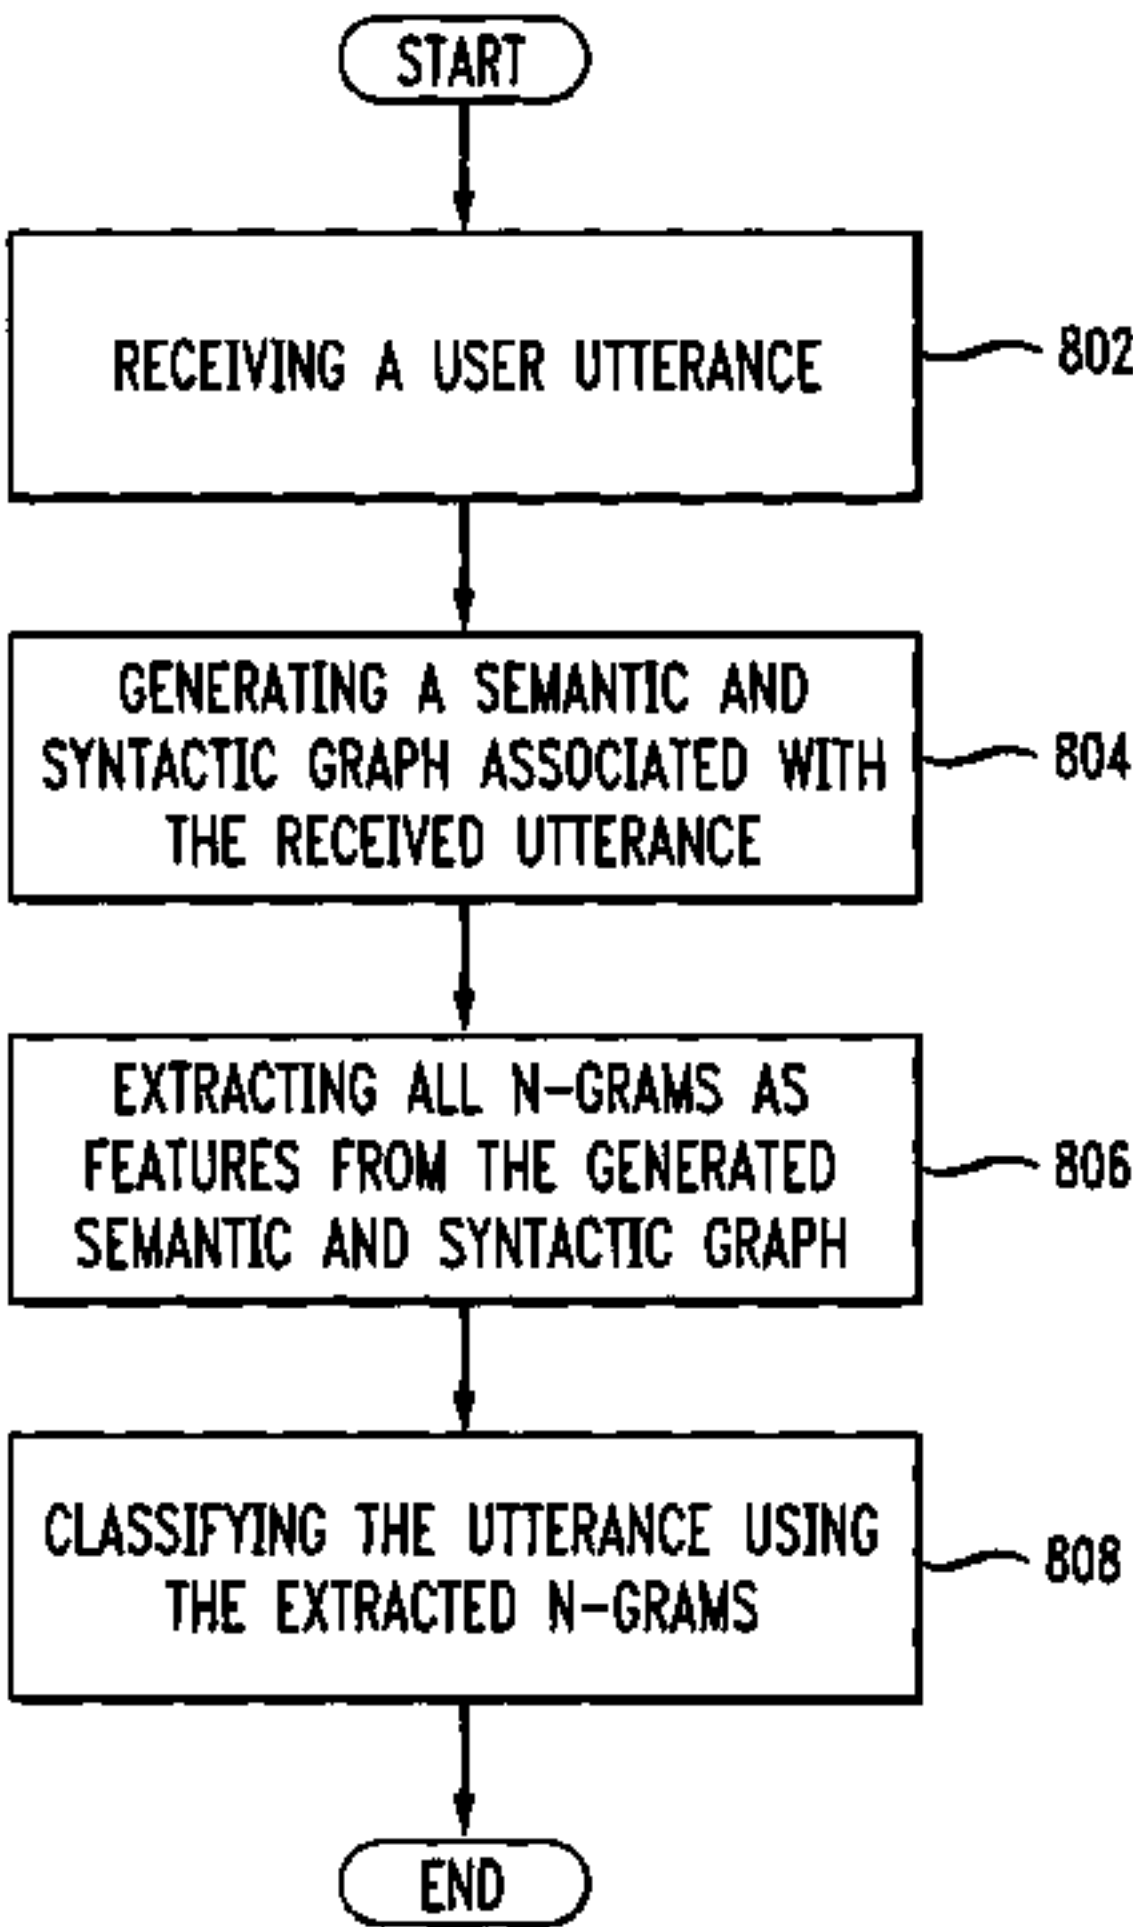 START
RECEIVING A USER UTTERANCE
802
GENERATING A SEMANTIC AND
SYNTACTIC GRAPH ASSOCIATED WITH
THE RECEIVED UTTERANCE
804
EXTRACTING ALL N-GRAMS AS
FEATURES FROM THE GENERATED
SEMANTIC AND SYNTACTIC GRAPH
806
CLASSIFYING THE UTTERANCE USING
THE EXTRACTED N-GRAMS
808
END